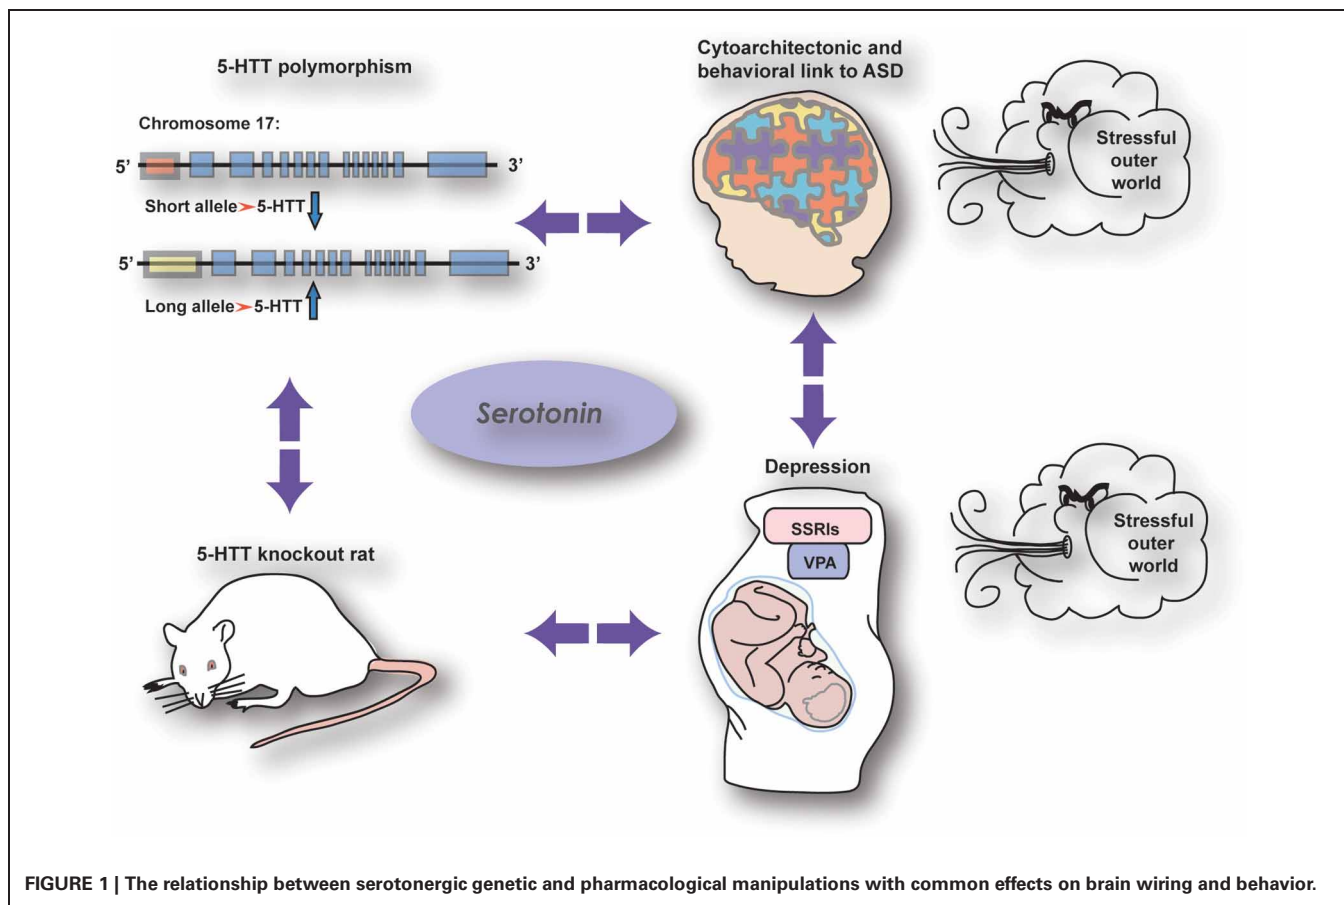 5-HTT polymorphism
Chromosome 17:
5’ 3’
Short allele➤5-HTT
5’ 3’
Long allele➤5-HTT
Cytoarchitectonic and
behavioral link to ASD
Stressful
outer
world
Serotonin
5-HTT knockout rat
Depression
SSRIs
VPA
Stressful
outer
world
FIGURE 1 | The relationship between serotonergic genetic and pharmacological manipulations with common effects on brain wiring and behavior.